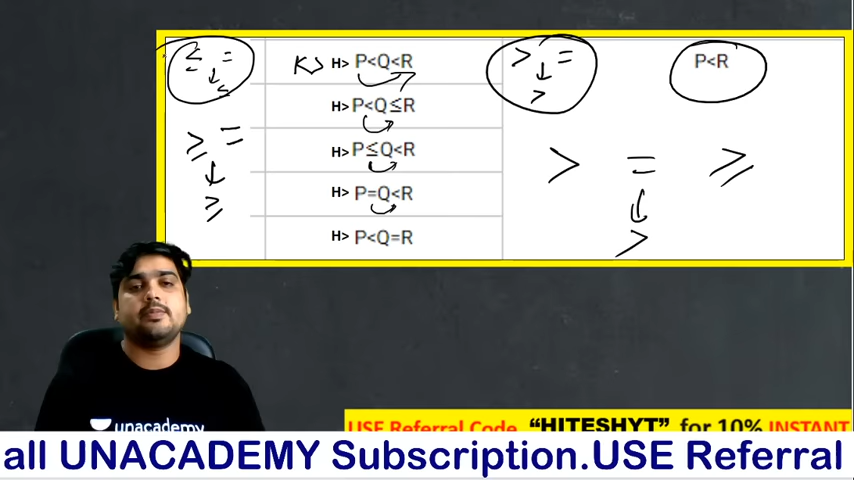 ≤ =
↓
≤
≥ =
↓
≥
K> H> P<Q<R
H> P<Q≤R
H> P≤Q<R
H> P=Q<R
H> P<Q=R
> =
↓
>
P<R
> = ≥
↓
>
unacademy
USE Referral Code "HITESHYT" for 10% INSTANT
all UNACADEMY Subscription.USE Referral